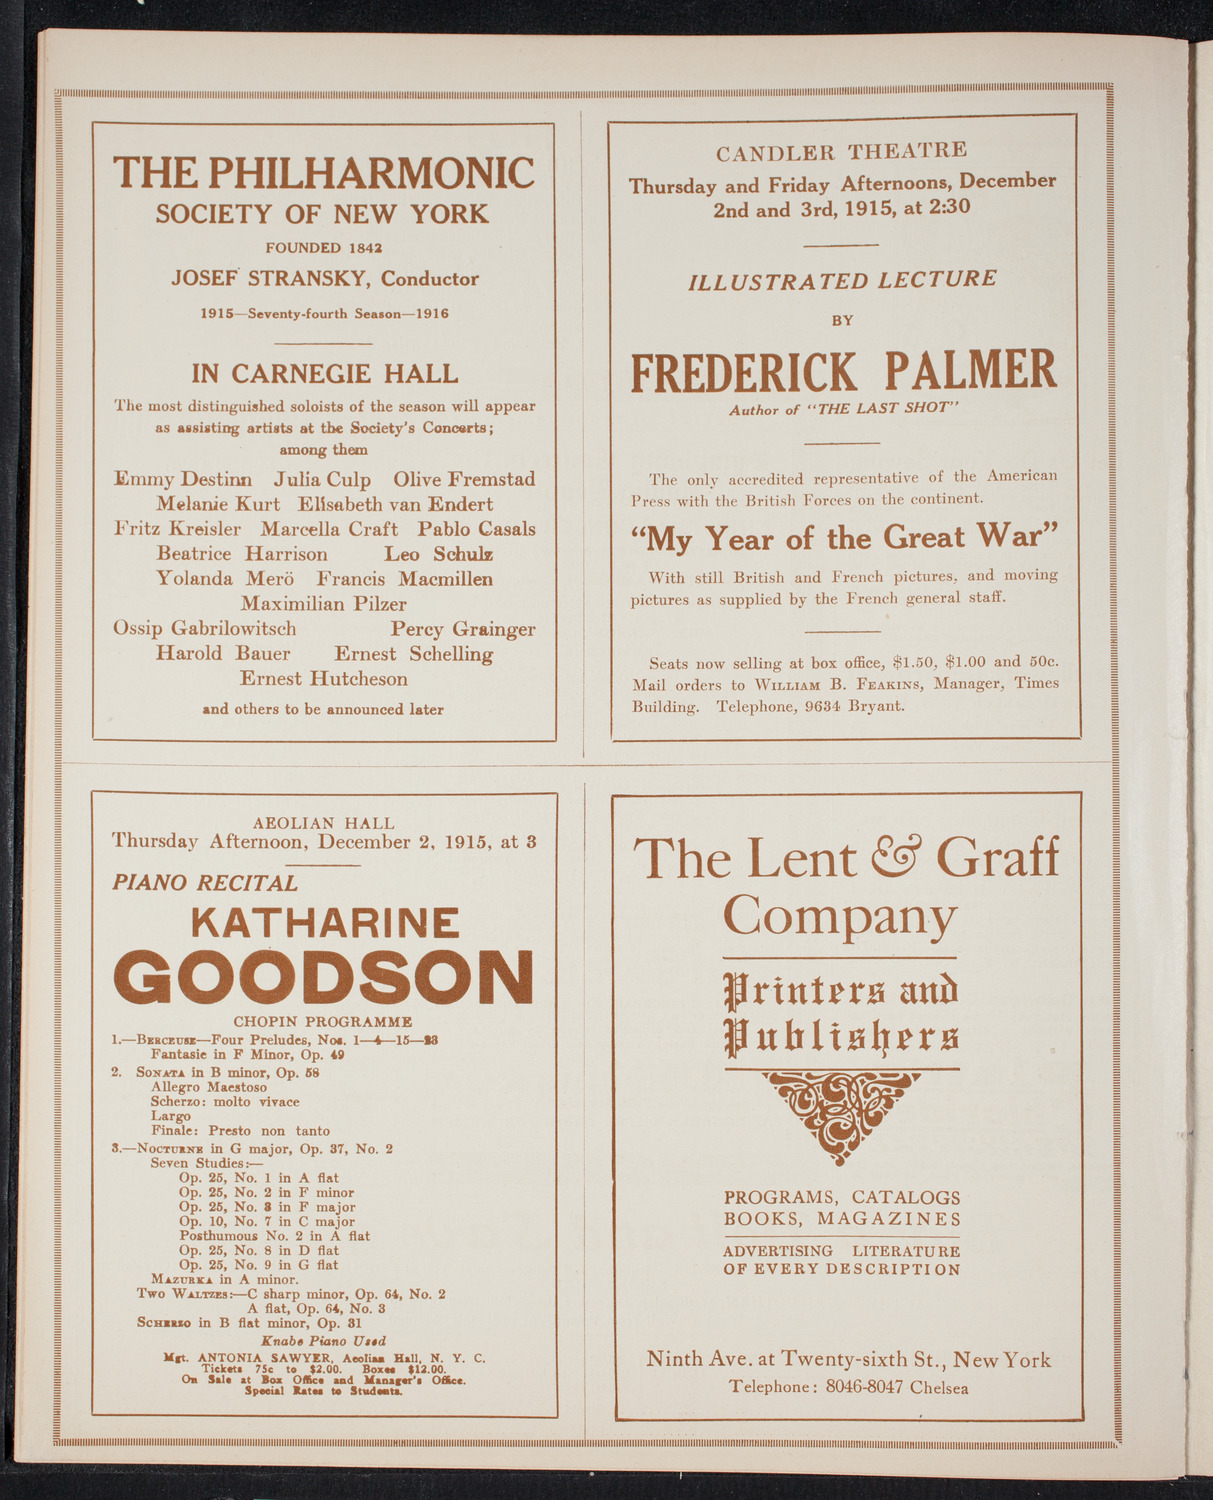 THE PHILHARMONIC
SOCIETY OF NEW YORK
FOUNDED 1842
JOSEF STRANSKY, Conductor
1915—Seventy-fourth Season—1916
IN CARNEGIE HALL
The most distinguished soloists of the season will appear
as assisting artists at the Society's Concerts;
among them
Emmy Destinn Julia Culp Olive Fremstad
Melanie Kurt Elisabeth van Endert
Fritz Kreisler Marcella Craft Pablo Casals
Beatrice Harrison Leo Schulz
Yolanda Merö Francis Macmillen
Maximilian Pilzer
Ossip Gabrilowitsch Percy Grainger
Harold Bauer Ernest Schelling
Ernest Hutcheson
and others to be announced later
CANDLER THEATRE
Thursday and Friday Afternoons, December
2nd and 3rd, 1915, at 2:30
ILLUSTRATED LECTURE
BY
FREDERICK PALMER
Author of "THE LAST SHOT"
The only accredited representative of the American
Press with the British Forces on the continent.
"My Year of the Great War"
With still British and French pictures, and moving
pictures as supplied by the French general staff.
Seats now selling at box office, $1.50, $1.00 and 50c.
Mail orders to WILLIAM B. FEAKINS, Manager, Times
Building. Telephone, 9634 Bryant.
AEOLIAN HALL
Thursday Afternoon, December 2, 1915, at 3
PIANO RECITAL
KATHARINE
GOODSON
CHOPIN PROGRAMME
1.—BERCEUSE—Four Preludes, Nos. 1—4—15—23
Fantasie in F Minor, Op. 49
2. SONATA in B minor, Op. 58
Allegro Maestoso
Scherzo: molto vivace
Largo
Finale: Presto non tanto
3.—NOCTURNE in G major, Op. 37, No. 2
Seven Studies:—
Op. 25, No. 1 in A flat
Op. 25, No. 2 in F minor
Op. 25, No. 3 in F major
Op. 10, No. 7 in C major
Posthumous No. 2 in A flat
Op. 25, No. 8 in D flat
Op. 25, No. 9 in G flat
MAZURKA in A minor.
TWO WALTZES:—C sharp minor, Op. 64, No. 2
A flat, Op. 64, No. 3
SCHERZO in B flat minor, Op. 31
Knabe Piano Used
Mgt. ANTONIA SAWYER, Aeolian Hall, N. Y. C.
Tickets 75c to $2.00. Boxes $12.00.
On Sale at Box Office and Manager's Office.
Special Rates to Students.
The Lent & Graff
Company
Printers and
Publishers
PROGRAMS, CATALOGS
BOOKS, MAGAZINES
ADVERTISING LITERATURE
OF EVERY DESCRIPTION
Ninth Ave. at Twenty-sixth St., New York
Telephone: 8046-8047 Chelsea